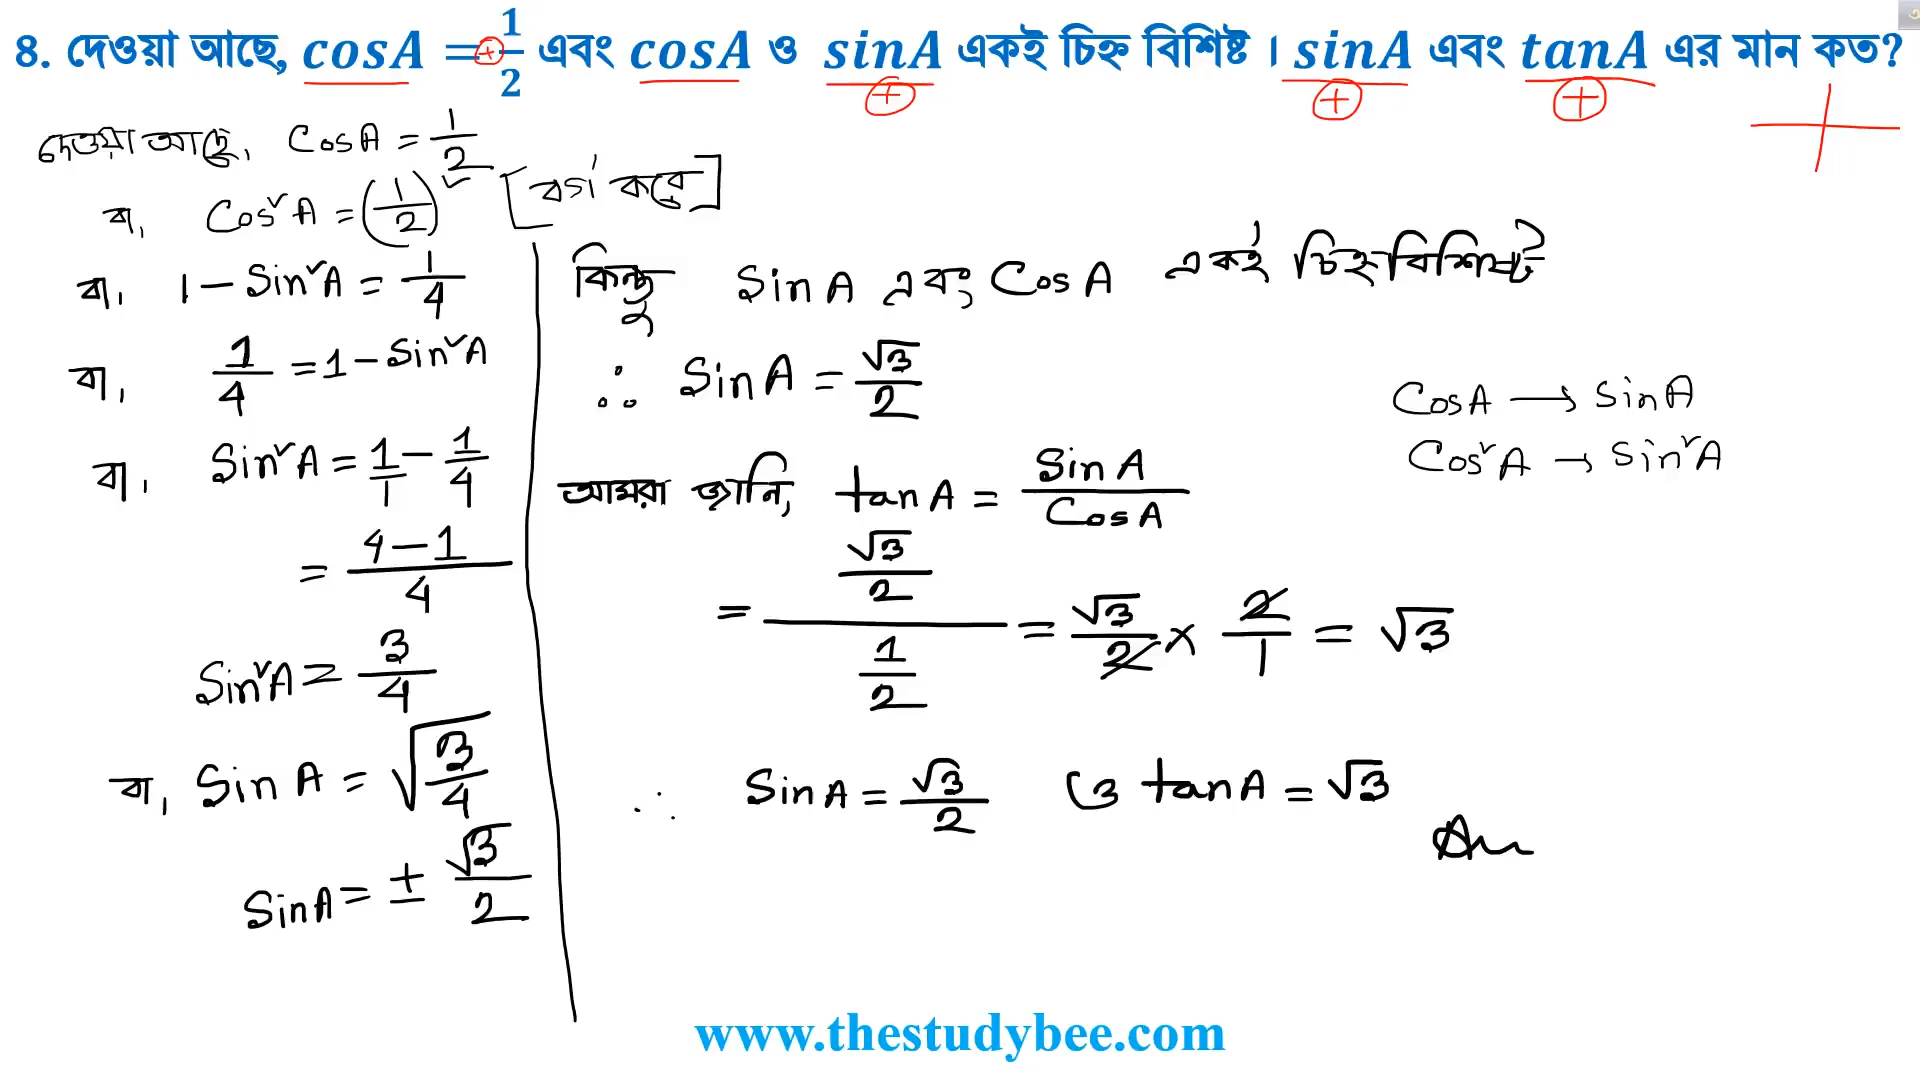 8. দেওয়া আছে, cosA = + 1/2 এবং cosA ও sinA একই চিহ্ন বিশিষ্ট । sinA এবং tanA এর মান কত?
+ + +
দেওয়া আছে, CosA = 1/2
বা, Cos²A = (1/2)² [বর্গ করে]
বা, 1 − Sin²A = 1/4
বা, 1/4 = 1 − Sin²A
বা, Sin²A = 1/1 − 1/4
= (4 − 1)/4
Sin²A = 3/4
বা, SinA = √(3/4)
SinA = ± √3/2
কিন্তু SinA এবং CosA একই চিহ্নবিশিষ্ট
∴ SinA = √3/2
আমরা জানি, tanA = SinA/CosA
= (√3/2)/(1/2) = √3/2 × 2/1 = √3
∴ SinA = √3/2 ও tanA = √3
Ans
CosA → SinA
Cos²A → Sin²A
www.thestudybee.com